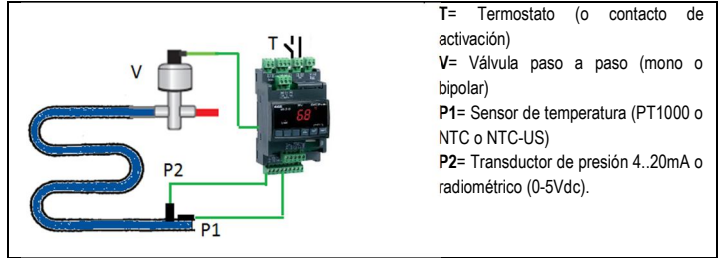 T
V
68
P2
P1
T= Termostato (o contacto de
activación)
V= Válvula paso a paso (mono o
bipolar)
P1= Sensor de temperatura (PT1000 o
NTC o NTC-US)
P2= Transductor de presión 4..20mA o
radiométrico (0-5Vdc).